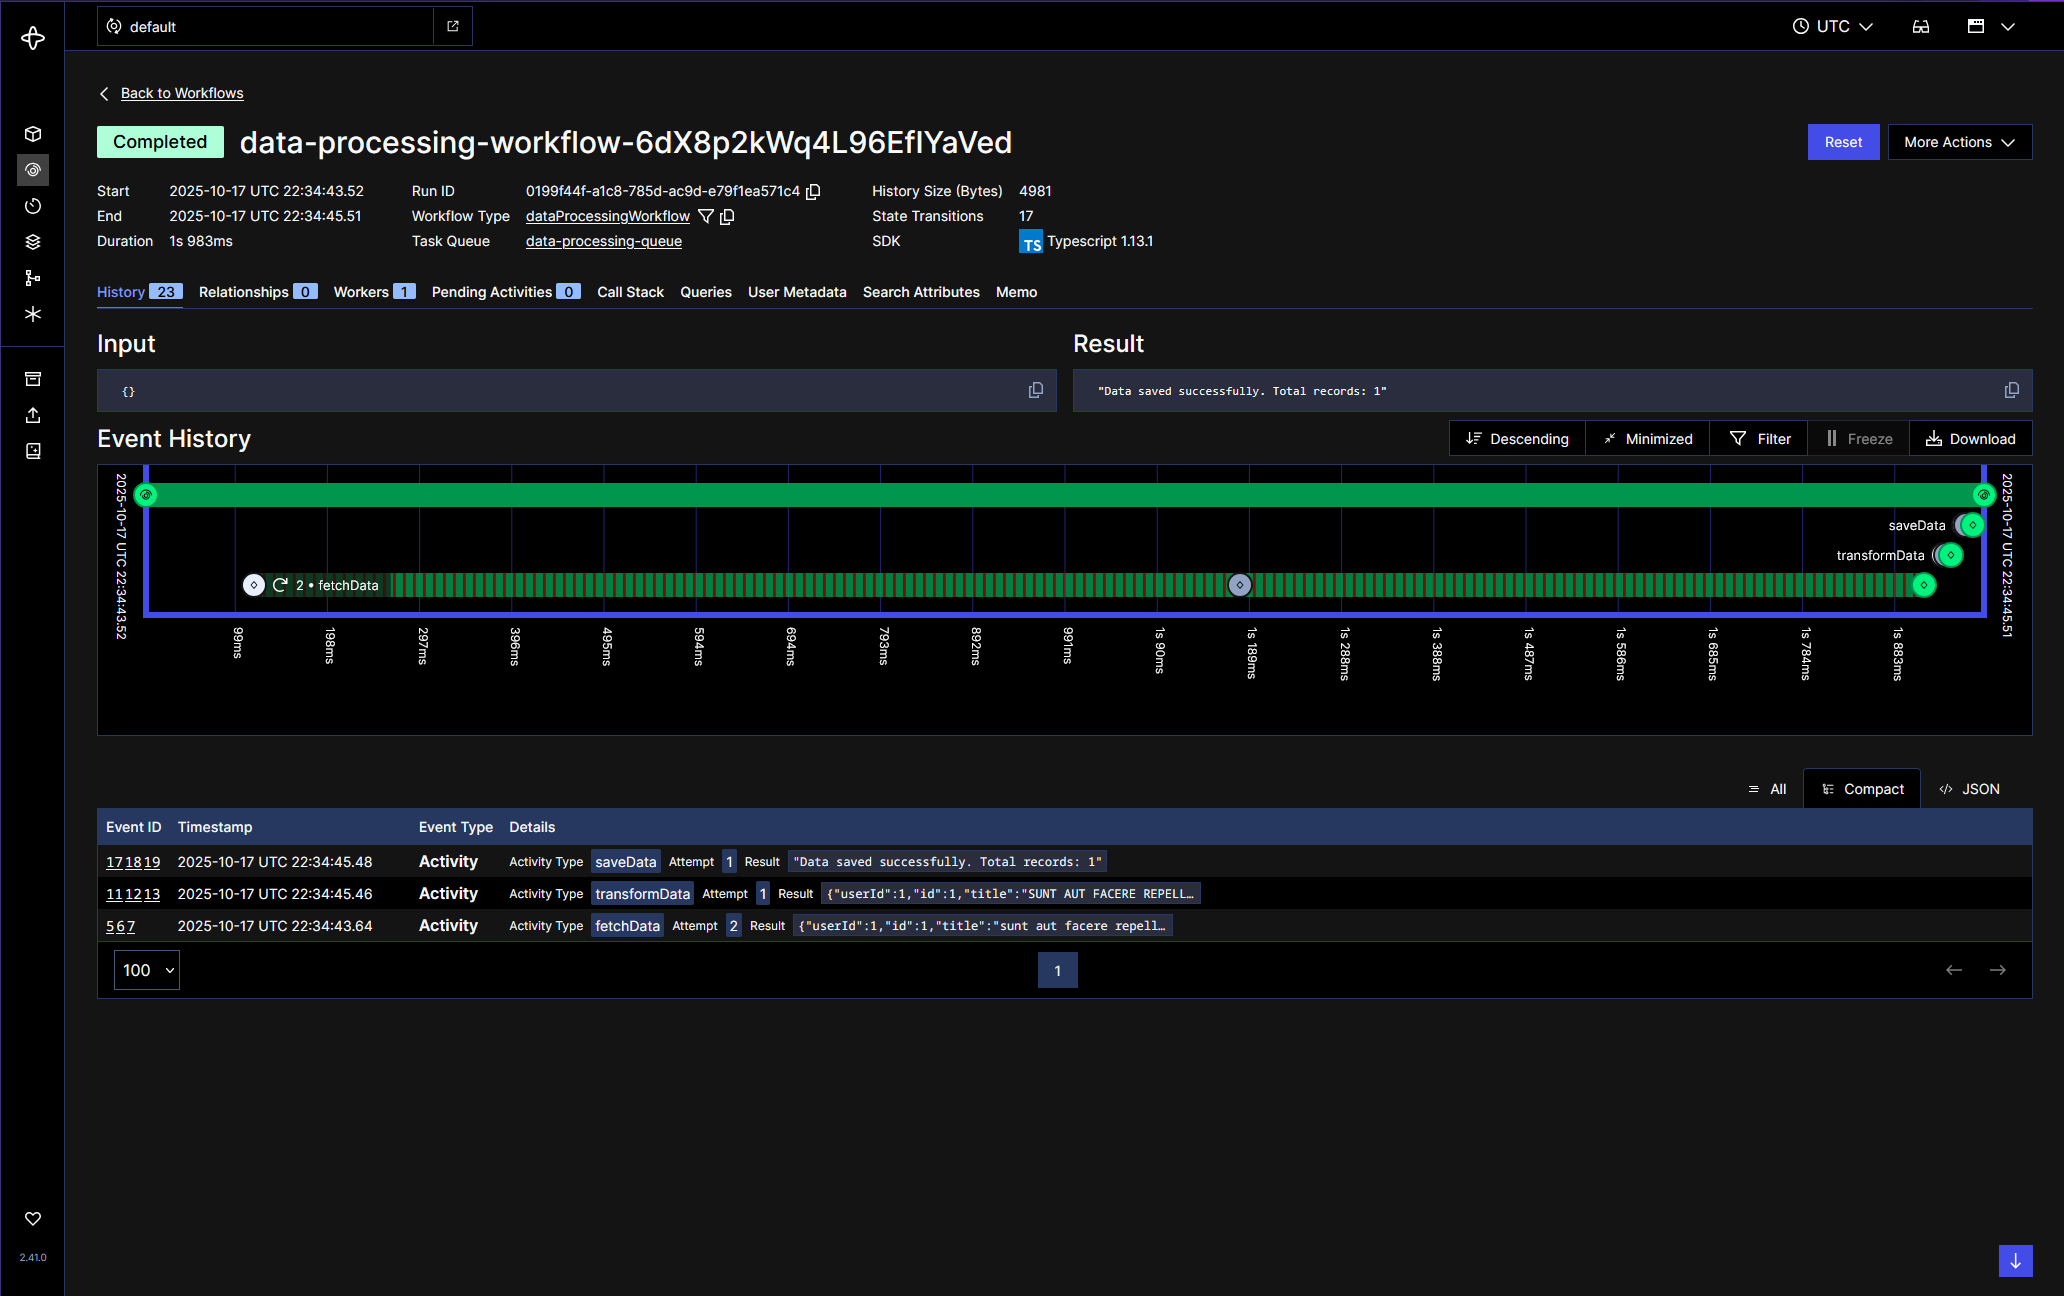 default
UTC
Back to Workflows
Completed data-processing-workflow-6dX8p2kWq4L96EfIYaVed
Reset More Actions
Start 2025-10-17 UTC 22:34:43.52 Run ID 0199f44f-a1c8-785d-ac9d-e79f1ea571c4 History Size (Bytes) 4981
End 2025-10-17 UTC 22:34:45.51 Workflow Type dataProcessingWorkflow State Transitions 17
Duration 1s 983ms Task Queue data-processing-queue SDK TS Typescript 1.13.1
History 23 Relationships 0 Workers 1 Pending Activities 0 Call Stack Queries User Metadata Search Attributes Memo
Input
{}
Result
"Data saved successfully. Total records: 1"
Event History
Descending Minimized Filter Freeze Download
2025-10-17 UTC 22:34:43.52
2025-10-17 UTC 22:34:45.51
saveData
transformData
2 • fetchData
99ms 198ms 297ms 396ms 495ms 594ms 694ms 793ms 892ms 991ms 1s 90ms 1s 189ms 1s 288ms 1s 388ms 1s 487ms 1s 586ms 1s 685ms 1s 784ms 1s 883ms
All Compact JSON
Event ID Timestamp Event Type Details
17 18 19 2025-10-17 UTC 22:34:45.48 Activity Activity Type saveData Attempt 1 Result "Data saved successfully. Total records: 1"
11 12 13 2025-10-17 UTC 22:34:45.46 Activity Activity Type transformData Attempt 1 Result {"userId":1,"id":1,"title":"SUNT AUT FACERE REPELL…
5 6 7 2025-10-17 UTC 22:34:43.64 Activity Activity Type fetchData Attempt 2 Result {"userId":1,"id":1,"title":"sunt aut facere repell…
100 1
2.41.0